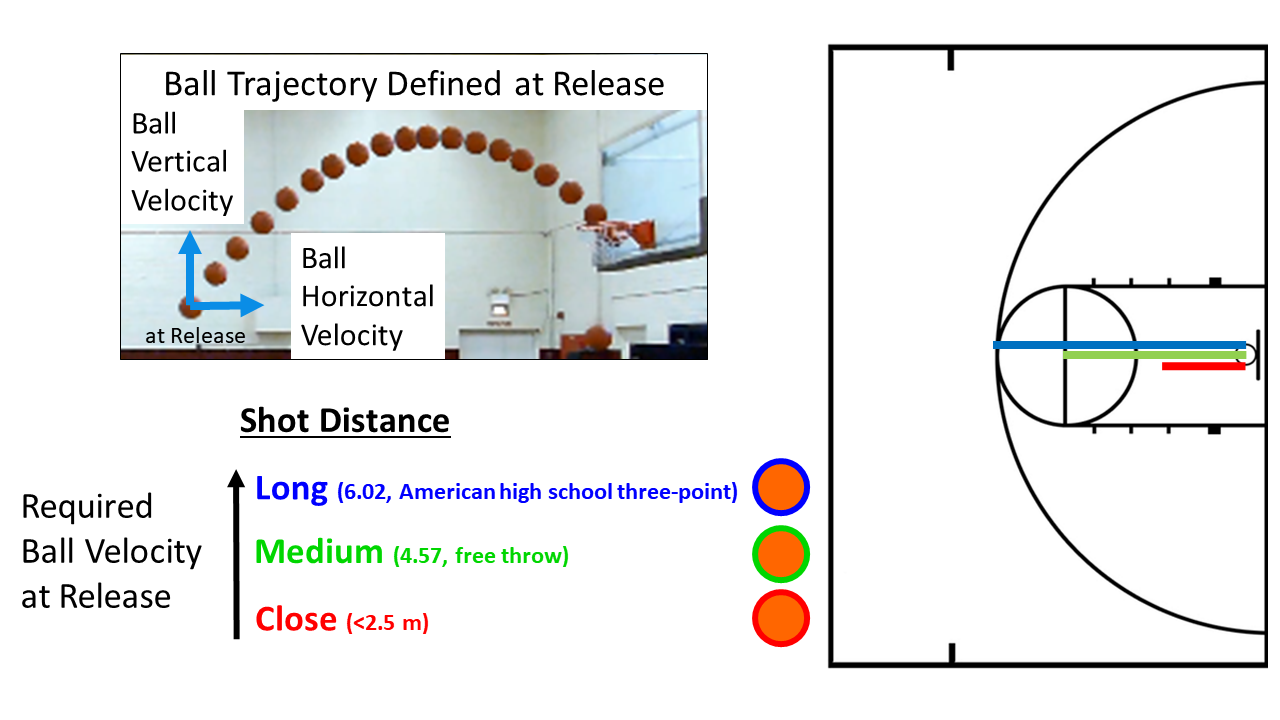 Ball Trajectory Defined at Release
Ball
Vertical
Velocity
Ball
Horizontal
Velocity
at Release
Shot Distance
Required
Ball Velocity
at Release
Long (6.02, American high school three-point)
Medium (4.57, free throw)
Close (<2.5 m)